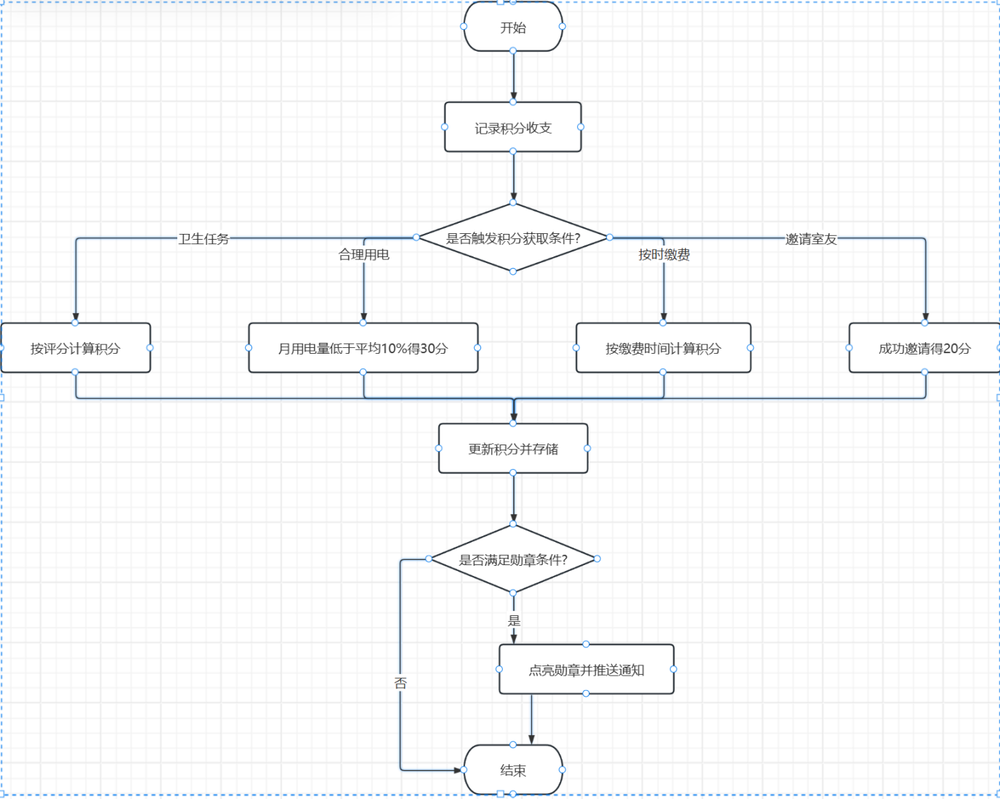 开始
记录积分收支
是否触发积分获取条件?
卫生任务
合理用电
按时缴费
邀请室友
按评分计算积分
月用电量低于平均10%得30分
按缴费时间计算积分
成功邀请得20分
更新积分并存储
是否满足勋章条件?
是
点亮勋章并推送通知
否
结束